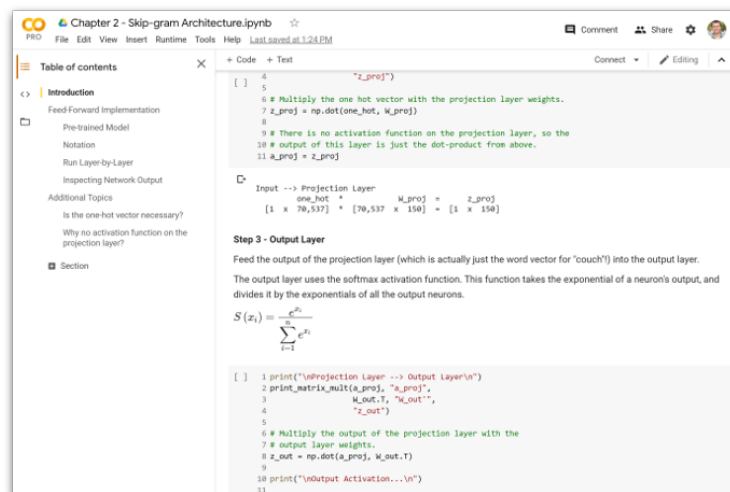 CO
PRO
Chapter 2 - Skip-gram Architecture.ipynb
File Edit View Insert Runtime Tools Help Last saved at 1:24 PM
Comment Share
Table of contents
+ Code + Text
Connect Editing
Introduction
Feed-Forward Implementation
Pre-trained Model
Notation
Run Layer-by-Layer
Inspecting Network Output
Additional Topics
Is the one-hot vector necessary?
Why no activation function on the
projection layer?
Section
[ ]
4 "z_proj")
5
6 # Multiply the one hot vector with the projection layer weights.
7 z_proj = np.dot(one_hot, W_proj)
8
9 # There is no activation function on the projection layer, so the
10 # output of this layer is just the dot-product from above.
11 a_proj = z_proj
Input --> Projection Layer
one_hot * W_proj = z_proj
[1 x 70,537] * [70,537 x 150] = [1 x 150]
Step 3 - Output Layer
Feed the output of the projection layer (which is actually just the word vector for "couch"!) into the output layer.
The output layer uses the softmax activation function. This function takes the exponential of a neuron's output, and
divides it by the exponentials of all the output neurons.
S (x_i) = e^{x_i} / \sum_{i=1}^{n} e^{x_i}
[ ] 1 print("\nProjection Layer --> Output Layer\n")
2 print_matrix_mult(a_proj, "a_proj",
3 W_out.T, "W_out'",
4 "z_out")
5
6 # Multiply the output of the projection layer with the
7 # output layer weights.
8 z_out = np.dot(a_proj, W_out.T)
9
10 print("\nOutput Activation...\n")
11